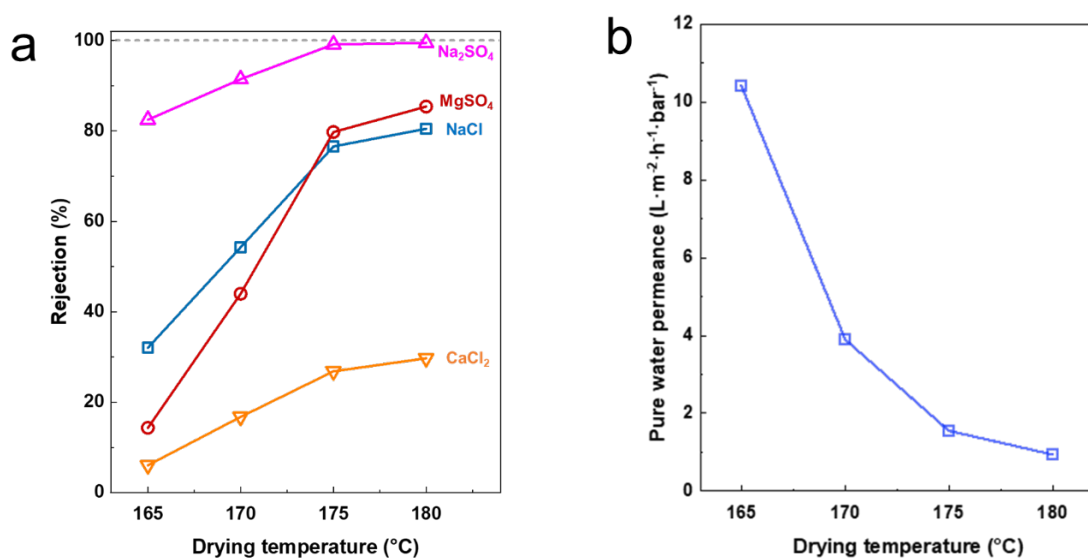 a
100
80
60
40
20
0
Rejection (%)
Na₂SO₄
MgSO₄
NaCl
CaCl₂
165 170 175 180
Drying temperature (°C)
b
12
10
8
6
4
2
0
Pure water permeance (L·m⁻²·h⁻¹·bar⁻¹)
165 170 175 180
Drying temperature (°C)